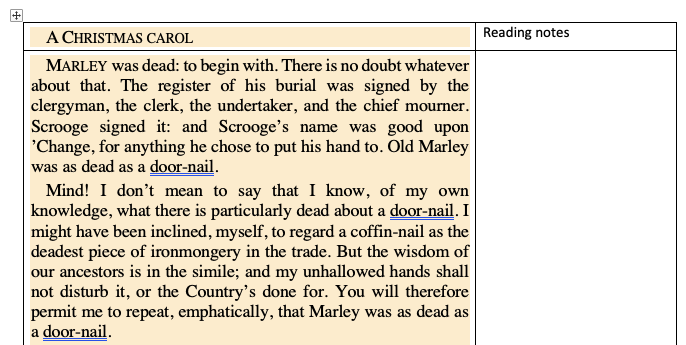 A CHRISTMAS CAROL
Reading notes
MARLEY was dead: to begin with. There is no doubt whatever
about that. The register of his burial was signed by the
clergyman, the clerk, the undertaker, and the chief mourner.
Scrooge signed it: and Scrooge’s name was good upon
’Change, for anything he chose to put his hand to. Old Marley
was as dead as a door-nail.
Mind! I don’t mean to say that I know, of my own
knowledge, what there is particularly dead about a door-nail. I
might have been inclined, myself, to regard a coffin-nail as the
deadest piece of ironmongery in the trade. But the wisdom of
our ancestors is in the simile; and my unhallowed hands shall
not disturb it, or the Country’s done for. You will therefore
permit me to repeat, emphatically, that Marley was as dead as
a door-nail.